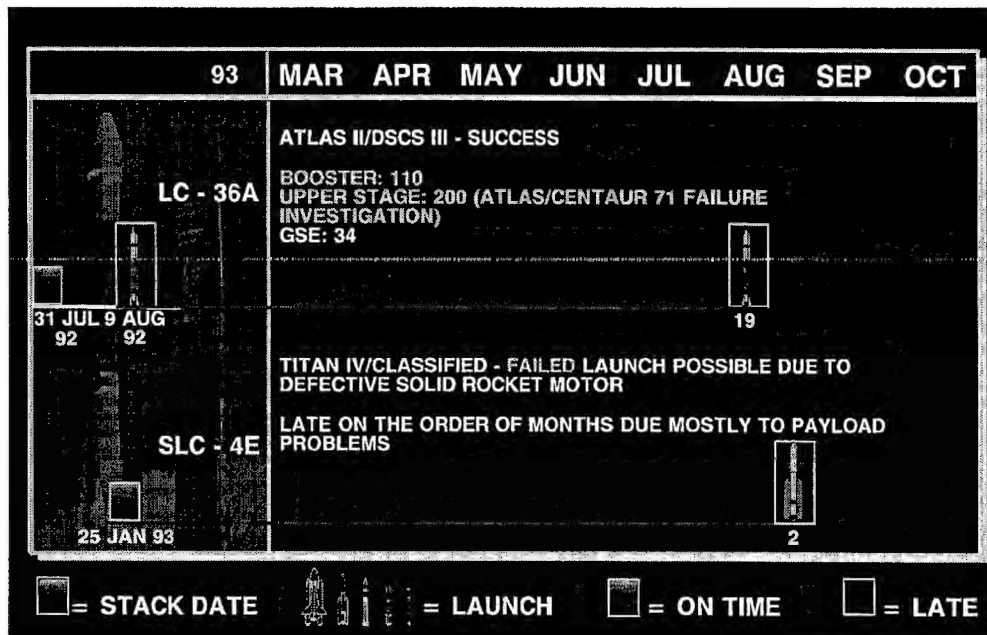 93 MAR APR MAY JUN JUL AUG SEP OCT
LC - 36A
ATLAS II/DSCS III - SUCCESS
BOOSTER: 110
UPPER STAGE: 200 (ATLAS/CENTAUR 71 FAILURE
INVESTIGATION)
GSE: 34
31 JUL 9 AUG
92 92
19
SLC - 4E
TITAN IV/CLASSIFIED - FAILED LAUNCH POSSIBLE DUE TO
DEFECTIVE SOLID ROCKET MOTOR
LATE ON THE ORDER OF MONTHS DUE MOSTLY TO PAYLOAD
PROBLEMS
25 JAN 93
2
= STACK DATE = LAUNCH = ON TIME = LATE